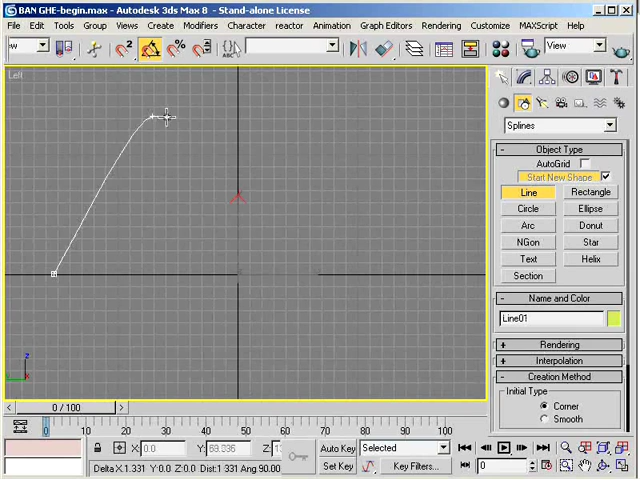 BAN GHE-begin.max - Autodesk 3ds Max 8 - Stand-alone License
File Edit Tools Group Views Create Modifiers Character reactor Animation Graph Editors Rendering Customize MAXScript Help
ew
View
Left
Splines
Object Type
AutoGrid
Start New Shape
Line Rectangle
Circle Ellipse
Arc Donut
NGon Star
Text Helix
Section
Name and Color
Line01
Rendering
Interpolation
Creation Method
Initial Type
Corner
Smooth
z
0 / 100
0 10 20 30 40 50 60 70 80 90 100
X: 0.0 Y: 69.336 Z:
Auto Key Selected
Delta X:1.331 Y:0.0 Z:0.0 Dist:1.331 Ang 90.00
Set Key Key Filters... 0